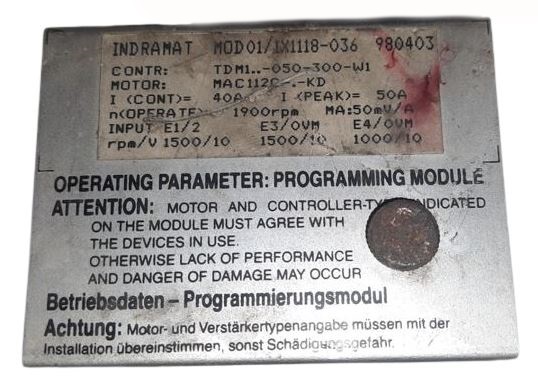 INDRAMAT MOD01/1X1118-036 980403
CONTR: TDM1..-050-300-W1
MOTOR:
I (CONT)= 40A I (PEAK)= 50A
n(OPERATE) 1900rpm MA:50mV/A
INPUT E1/2 E3/0VM E4/0VM
rpm/V 1500/10 1500/10 1000/10
OPERATING PARAMETER: PROGRAMMING MODULE
ATTENTION: MOTOR AND INDICATED
ON THE MODULE MUST AGREE WITH
THE DEVICES IN USE.
OTHERWISE LACK OF PERFORMANCE
AND DANGER OF DAMAGE MAY OCCUR
Betriebsdaten – Programmierungsmodul
Achtung: Motor- und Verstärkertypenangabe müssen mit der
Installation übereinstimmen, sonst Schädigungsgefahr.